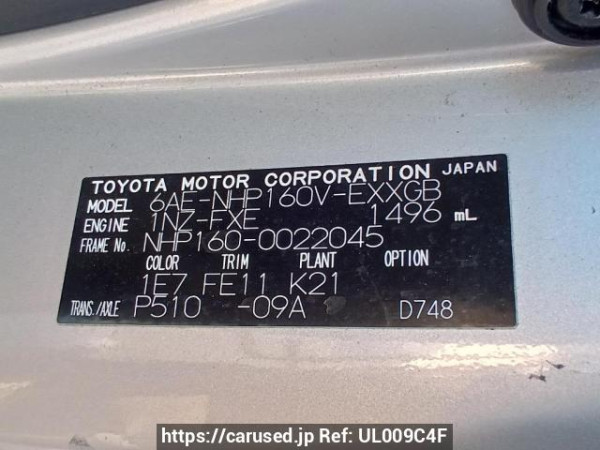 TOYOTA MOTOR CORPORATION JAPAN
MODEL 6AE-NHP160V-EXXGB
ENGINE 1NZ-FXE 1496 mL
FRAME No. NHP160-0022045
COLOR TRIM PLANT OPTION
1E7 FE11 K21
TRANS./AXLE P510 -09A D748
https://carused.jp Ref: UL009C4F